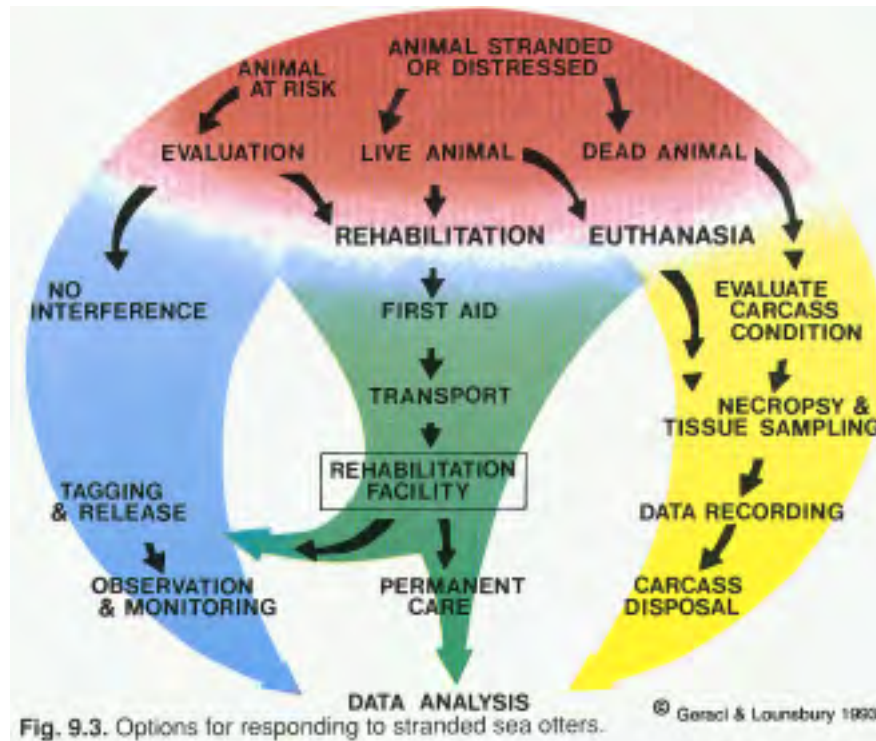 ANIMAL STRANDED
OR DISTRESSED
ANIMAL
AT RISK
EVALUATION
LIVE ANIMAL
DEAD ANIMAL
REHABILITATION
EUTHANASIA
NO
INTERFERENCE
FIRST AID
EVALUATE
CARCASS
CONDITION
TRANSPORT
NECROPSY &
TISSUE SAMPLING
REHABILITATION
FACILITY
TAGGING
& RELEASE
DATA RECORDING
OBSERVATION
& MONITORING
PERMANENT
CARE
CARCASS
DISPOSAL
DATA ANALYSIS
© Geraci & Lounsbury 1993
Fig. 9.3. Options for responding to stranded sea otters.